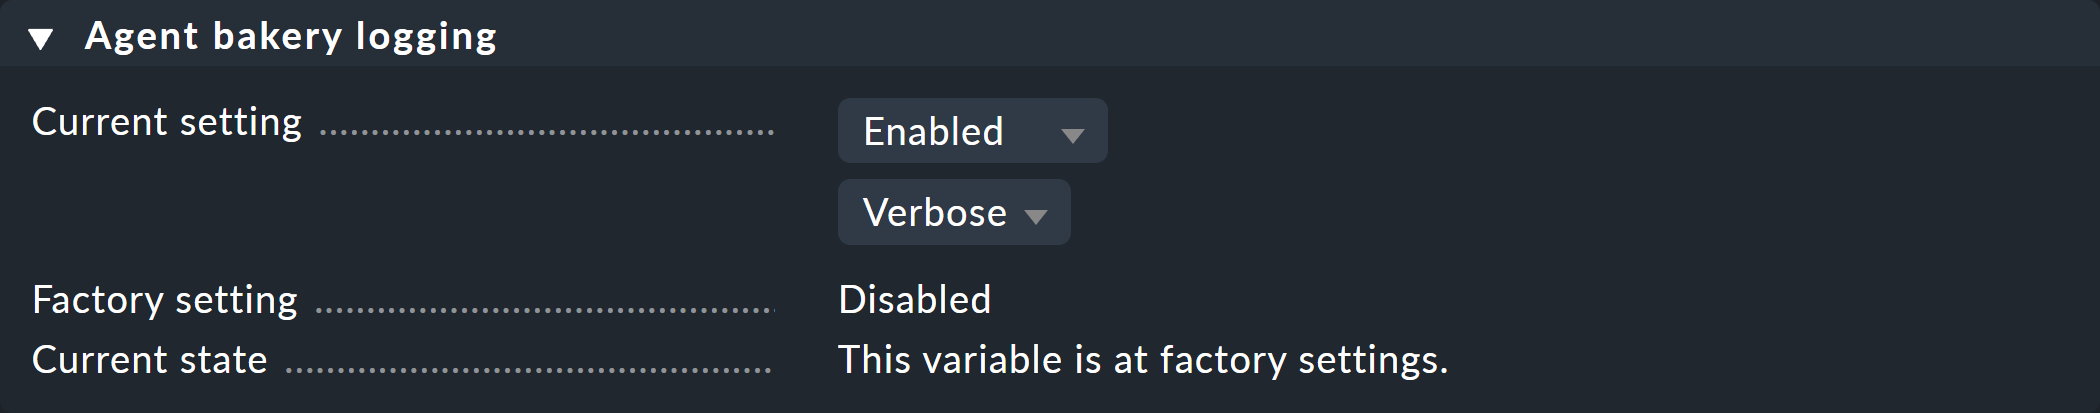 Agent bakery logging
Current setting Enabled
Verbose
Factory setting Disabled
Current state This variable is at factory settings.